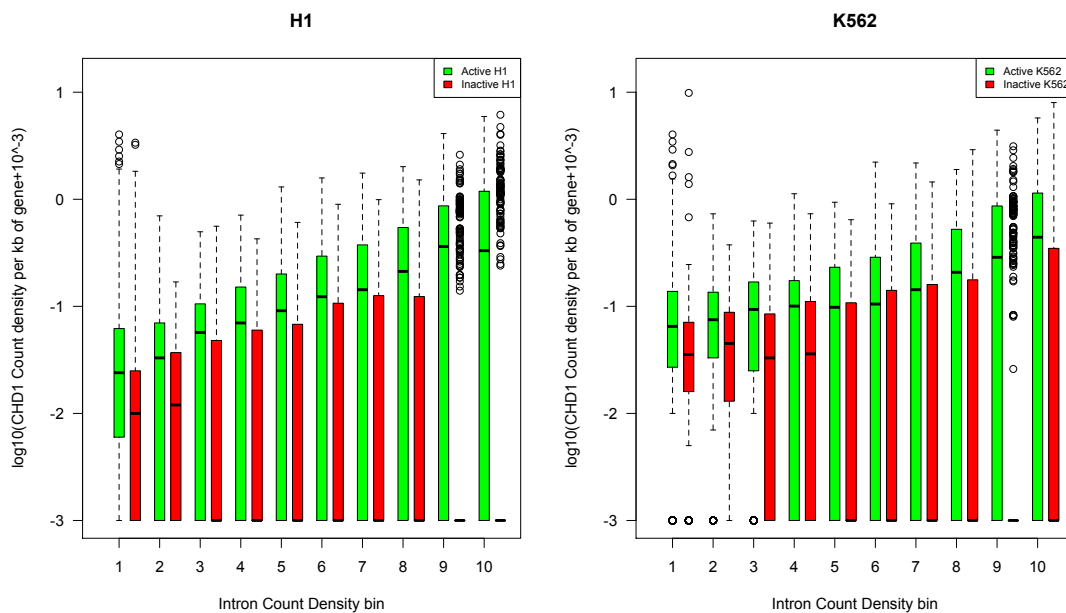 H1
log10(CHD1 Count density per kb of gene+10^-3)
1
0
-1
-2
-3
Active H1
Inactive H1
1 2 3 4 5 6 7 8 9 10
Intron Count Density bin
K562
log10(CHD1 Count density per kb of gene+10^-3)
1
0
-1
-2
-3
Active K562
Inactive K562
1 2 3 4 5 6 7 8 9 10
Intron Count Density bin